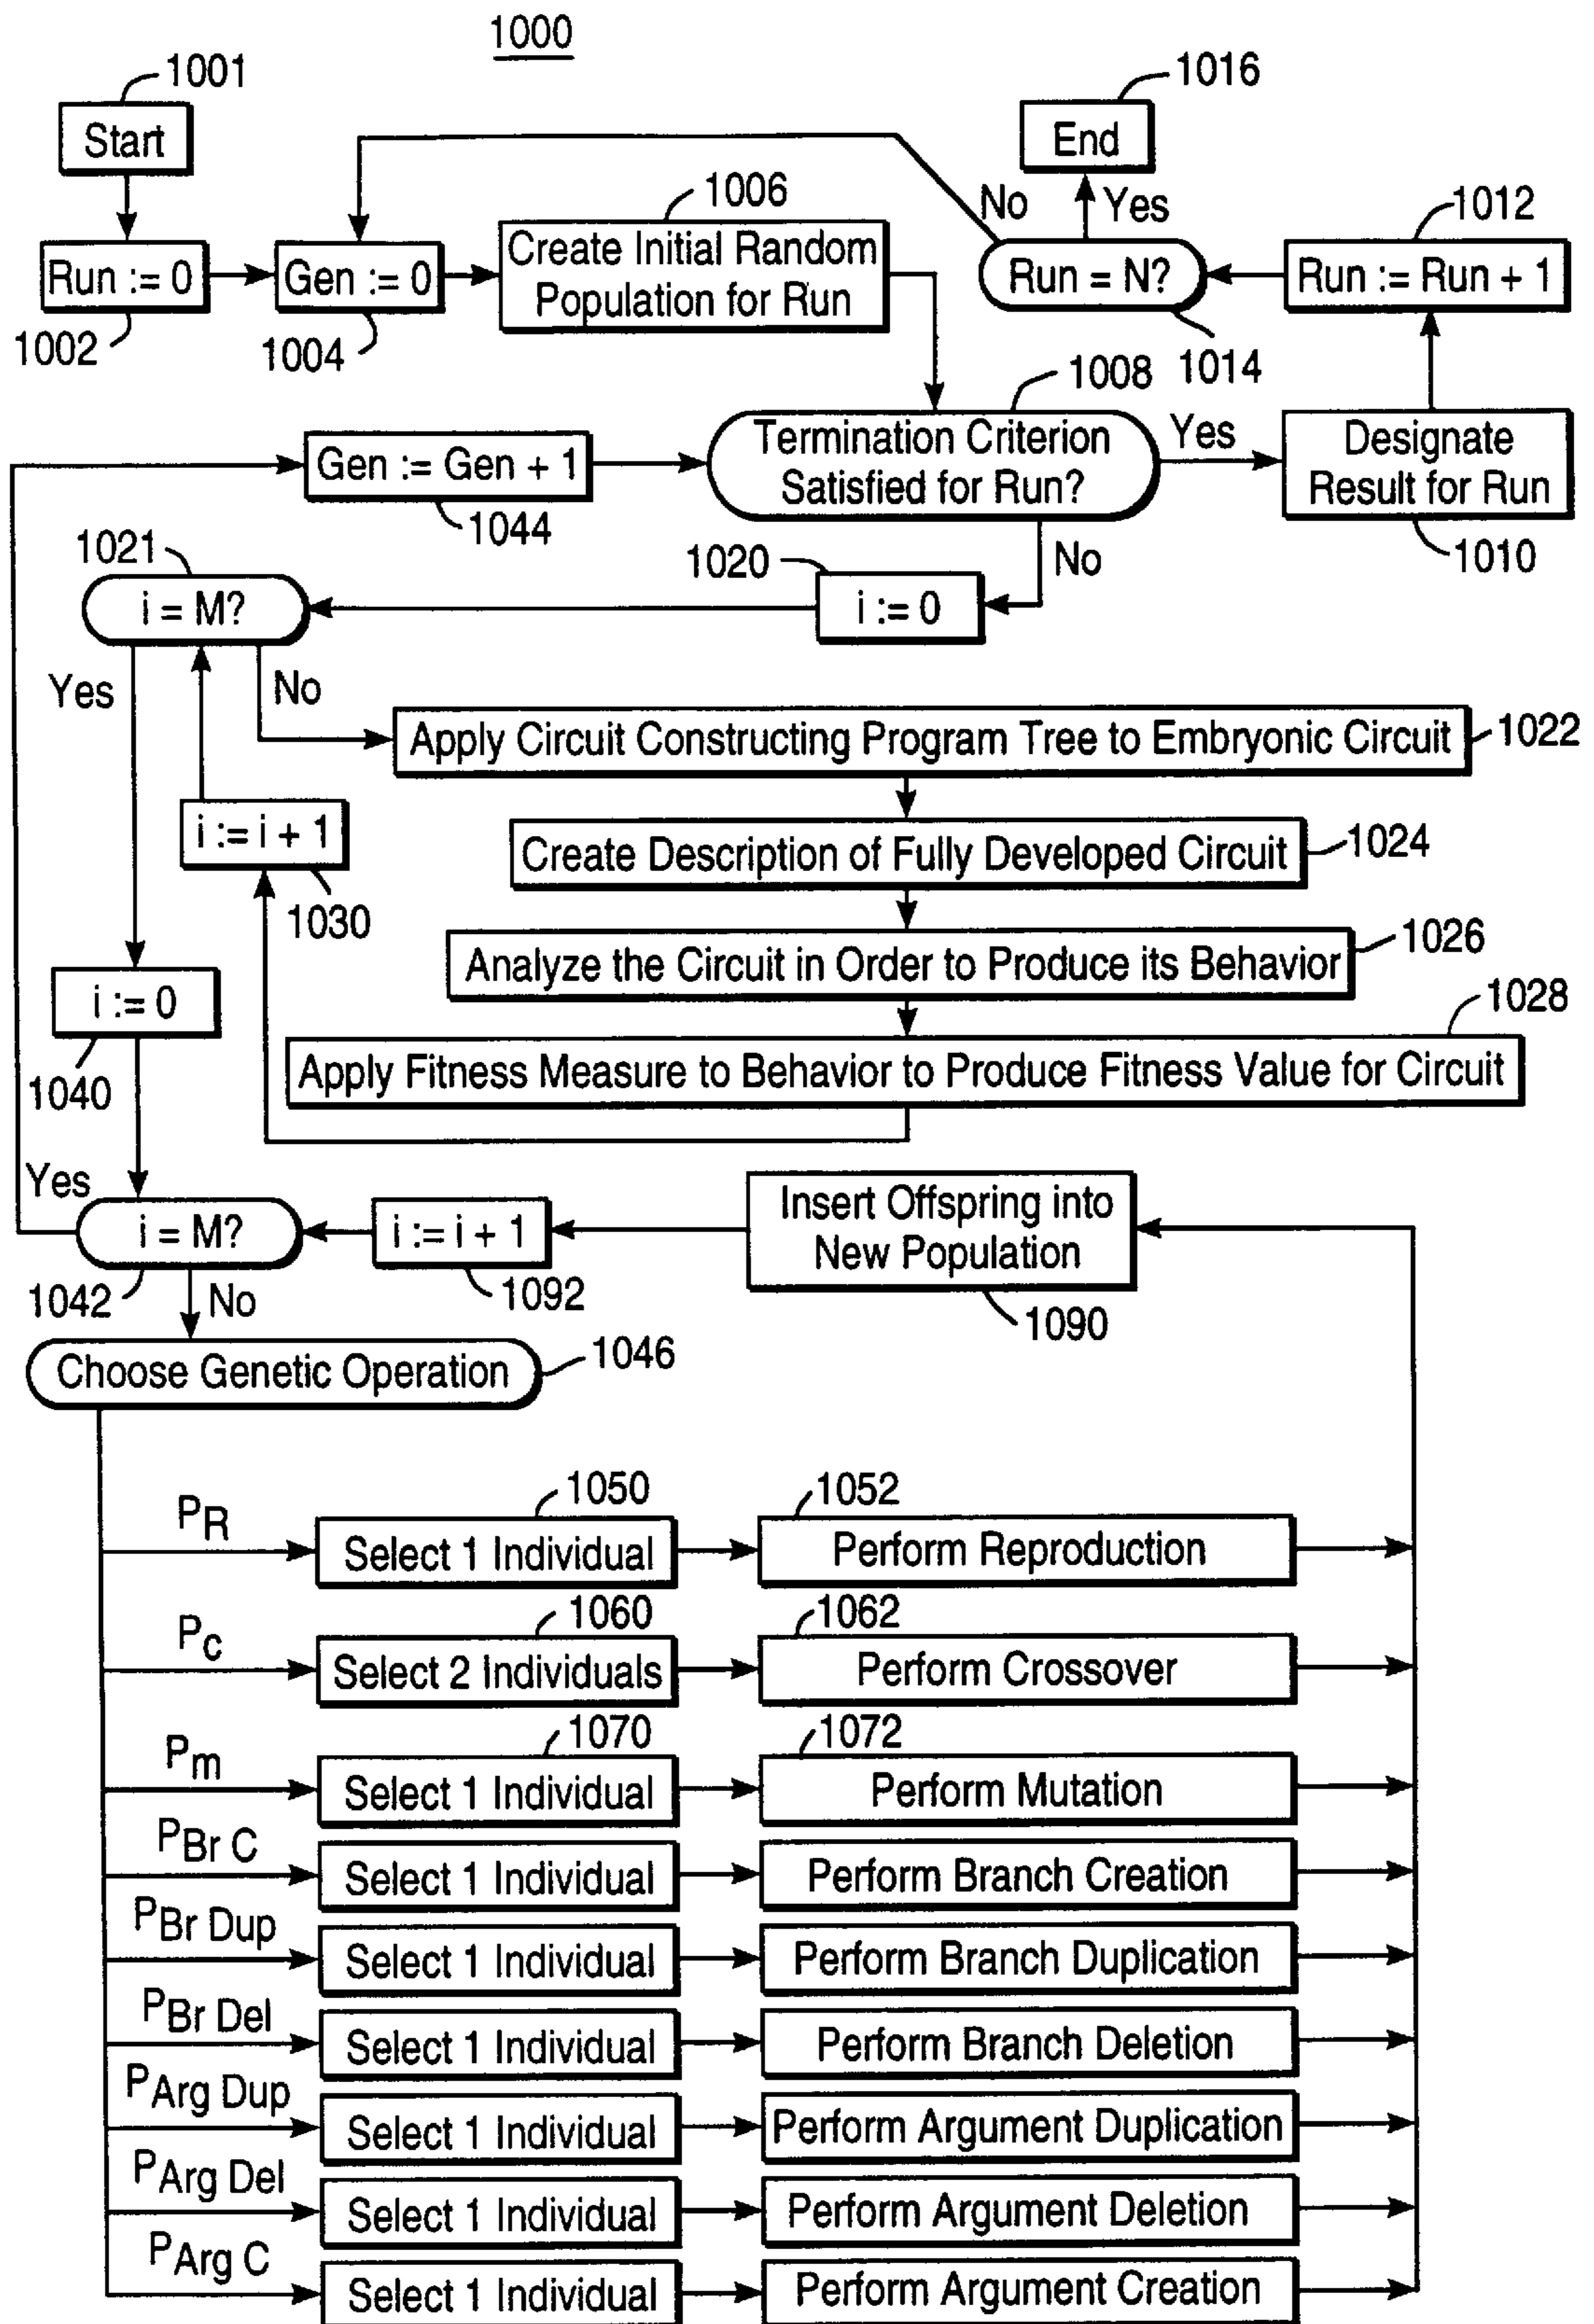 1000
1001
Start
1016
End
1006
Create Initial Random
Population for Run
No
Yes
1012
Run := 0
1002
Gen := 0
1004
Run = N?
1014
Run := Run + 1
1008
Termination Criterion
Satisfied for Run?
Yes
Designate
Result for Run
1010
Gen := Gen + 1
1044
No
1020
i := 0
1021
i = M?
Yes
No
Apply Circuit Constructing Program Tree to Embryonic Circuit
1022
i := i + 1
1030
Create Description of Fully Developed Circuit
1024
Analyze the Circuit in Order to Produce its Behavior
1026
i := 0
1040
1028
Apply Fitness Measure to Behavior to Produce Fitness Value for Circuit
Yes
i = M?
1042
No
i := i + 1
1092
Insert Offspring into
New Population
1090
Choose Genetic Operation
1046
PR
1050
Select 1 Individual
1052
Perform Reproduction
Pc
1060
Select 2 Individuals
1062
Perform Crossover
Pm
1070
Select 1 Individual
1072
Perform Mutation
PBr C
Select 1 Individual
Perform Branch Creation
PBr Dup
Select 1 Individual
Perform Branch Duplication
PBr Del
Select 1 Individual
Perform Branch Deletion
PArg Dup
Select 1 Individual
Perform Argument Duplication
PArg Del
Select 1 Individual
Perform Argument Deletion
PArg C
Select 1 Individual
Perform Argument Creation